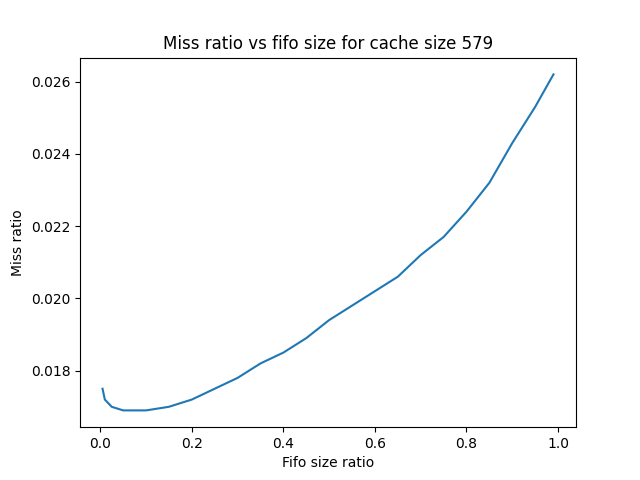 Miss ratio vs fifo size for cache size 579
0.026
0.024
0.022
0.020
0.018
Miss ratio
0.0 0.2 0.4 0.6 0.8 1.0
Fifo size ratio